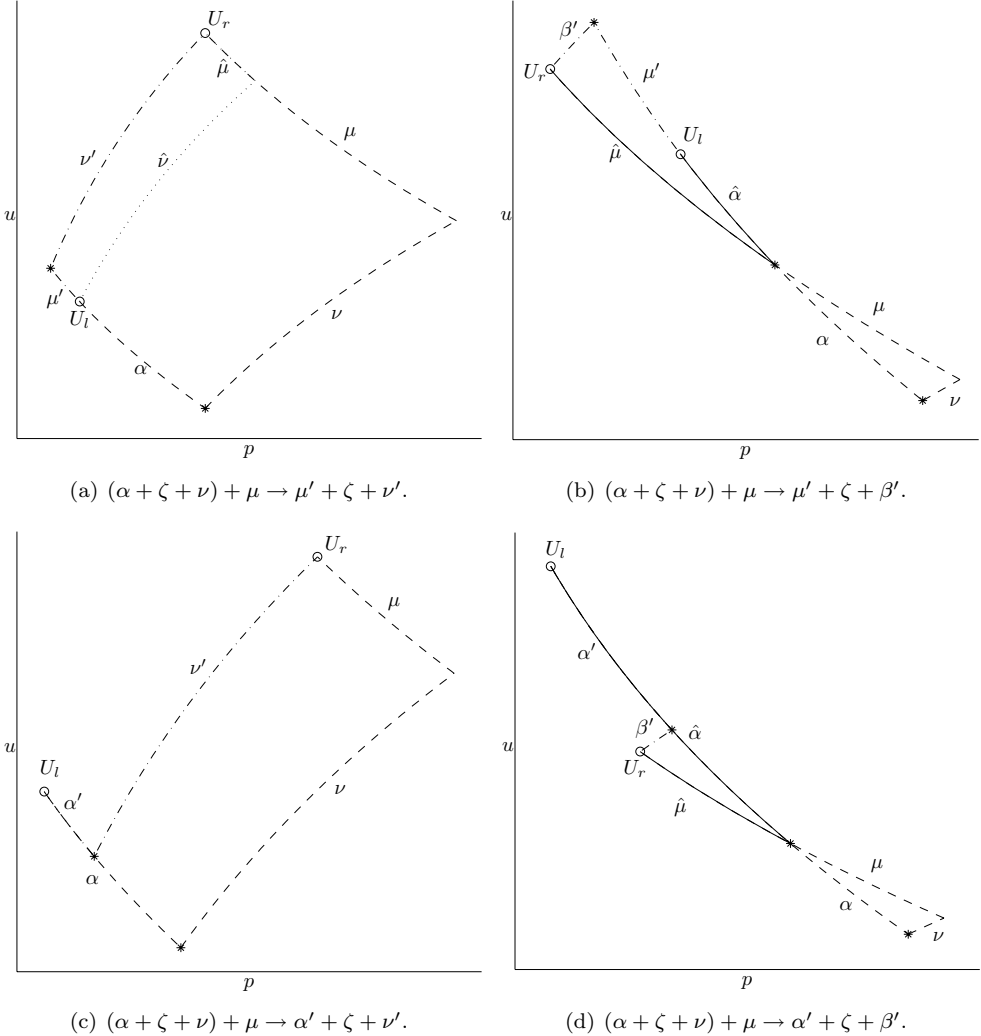 U_r
μ̂
μ
ν′
ν̂
u
μ′
U_l
ν
α
p
(a) (α + ζ + ν) + μ → μ′ + ζ + ν′.
β′
U_r
μ′
U_l
μ̂
α̂
u
μ
α
ν
p
(b) (α + ζ + ν) + μ → μ′ + ζ + β′.
U_r
μ
ν′
u
U_l
α′
ν
α
p
(c) (α + ζ + ν) + μ → α′ + ζ + ν′.
U_l
α′
β′
α̂
u
U_r
μ̂
μ
α
ν
p
(d) (α + ζ + ν) + μ → α′ + ζ + β′.